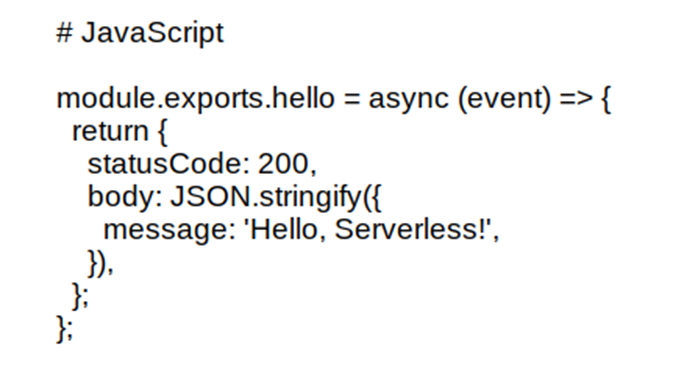 # JavaScript
module.exports.hello = async (event) => {
return {
statusCode: 200,
body: JSON.stringify({
message: 'Hello, Serverless!',
}),
};
};